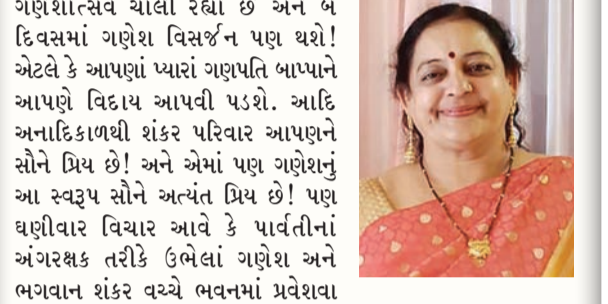 ગણેશોત્સવ ચાલી રહ્યો છે અને બે
દિવસમાં ગણેશ વિસર્જન પણ થશે!
એટલે કે આપણાં પ્યારાં ગણપતિ બાપ્પાને
આપણે વિદાય આપવી પડશે. આદિ
અનાદિકાળથી શંકર પરિવાર આપણને
સૌને પ્રિય છે! અને એમાં પણ ગણેશનું
આ સ્વરૂપ સૌને અત્યંત પ્રિય છે! પણ
ઘણીવાર વિચાર આવે કે પાર્વતીનાં
અંગરક્ષક તરીકે ઉભેલાં ગણેશ અને
ભગવાન શંકર વચ્ચે ભવનમાં પ્રવેશવા